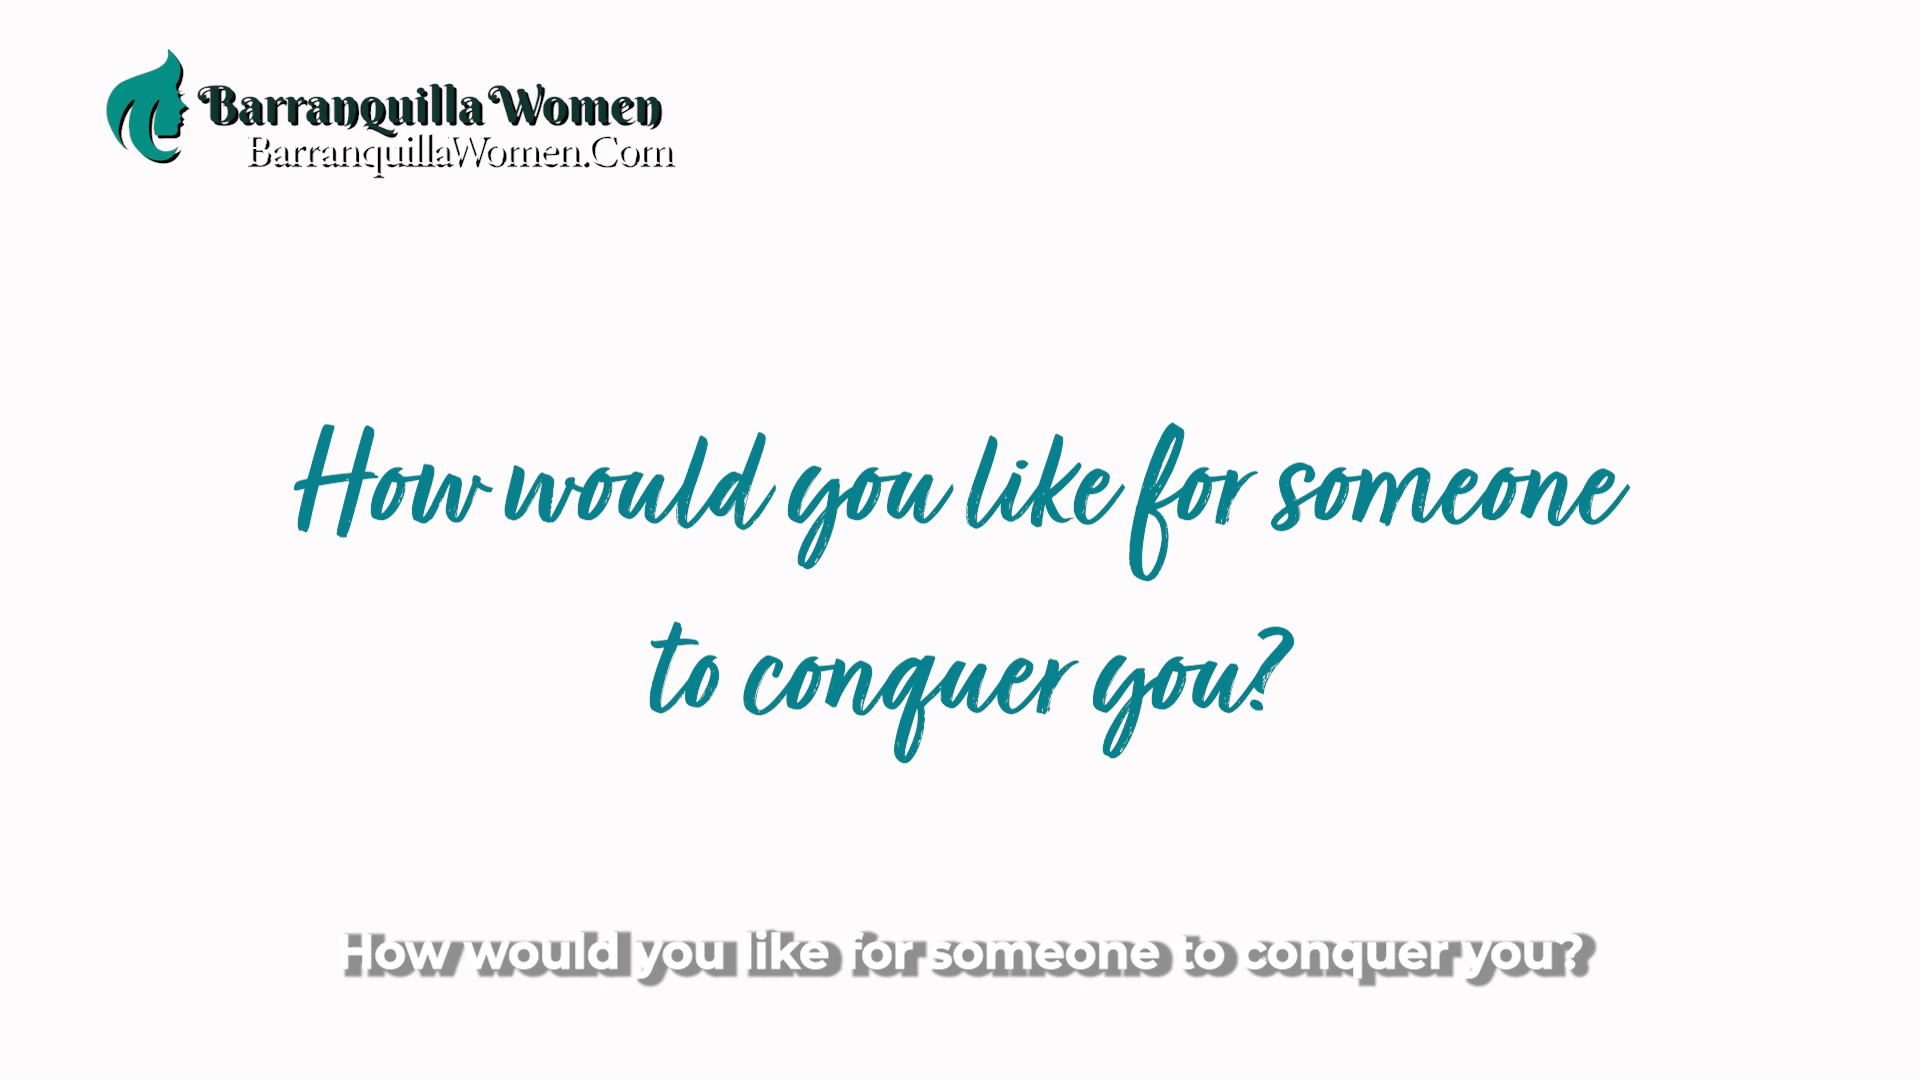 Barranquilla Women
BarranquillaWomen.Com
How would you like for someone
to conquer you?
How would you like for someone to conquer you?